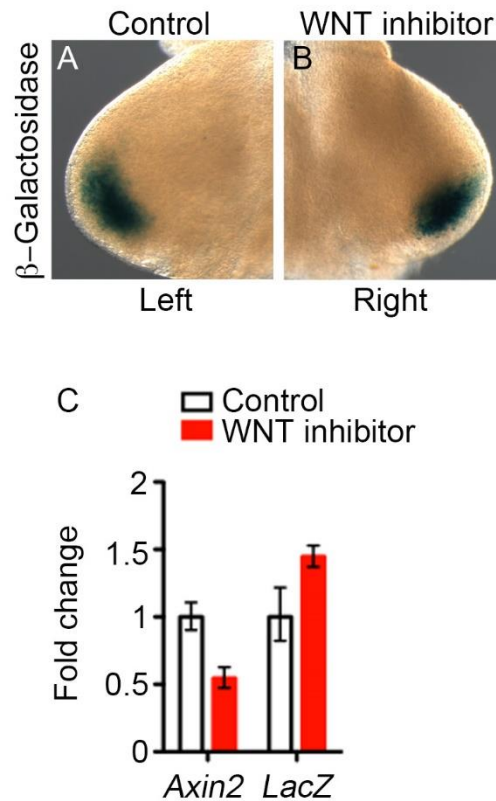 Control WNT inhibitor
A B
β-Galactosidase
Left Right
C
Control
WNT inhibitor
Fold change
2
1.5
1
0.5
0
Axin2 LacZ